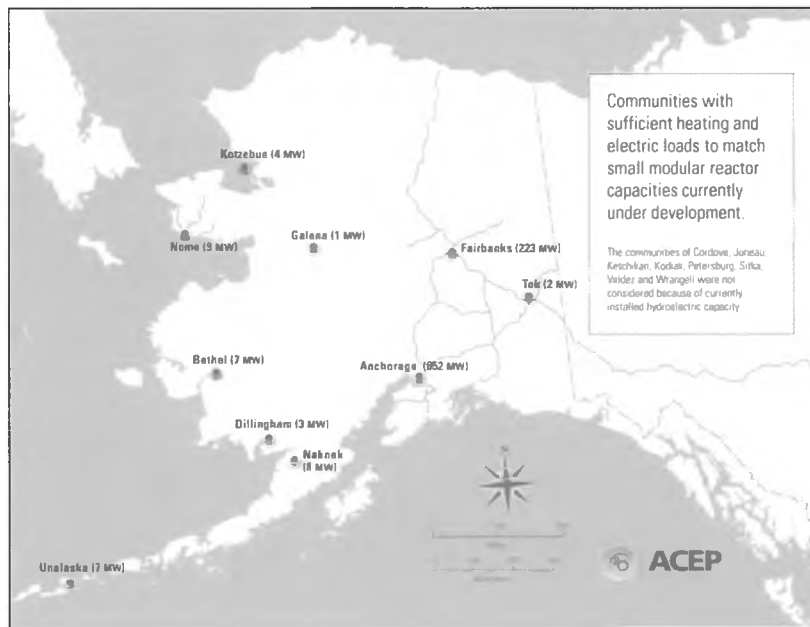 Communities with
sufficient heating and
electric loads to match
small modular reactor
capacities currently
under development.
The communities of Cordova, Juneau,
Ketchikan, Kodiak, Petersburg, Sitka,
Valdez and Wrangell were not
considered because of currently
installed hydroelectric capacity
Kotzebue (4 MW)
Nome (9 MW)
Galena (1 MW)
Fairbanks (223 MW)
Tok (2 MW)
Bethel (7 MW)
Anchorage (652 MW)
Dillingham (3 MW)
Naknek
(8 MW)
Unalaska (7 MW)
N
ACEP